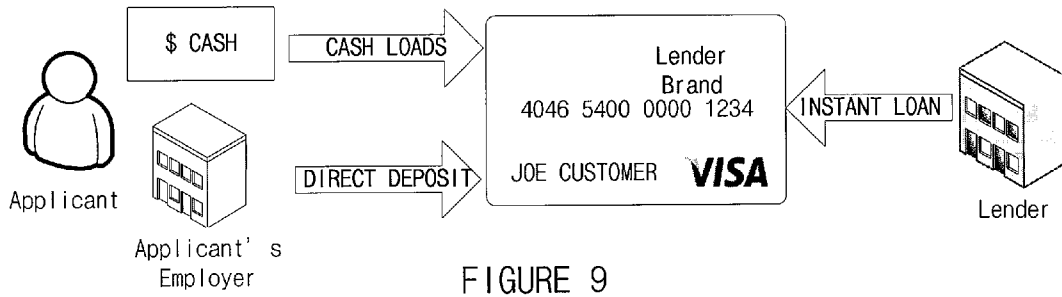 $ CASH
CASH LOADS
Applicant
Applicant's
Employer
DIRECT DEPOSIT
Lender
Brand
4046 5400 0000 1234
JOE CUSTOMER
VISA
INSTANT LOAN
Lender
FIGURE 9